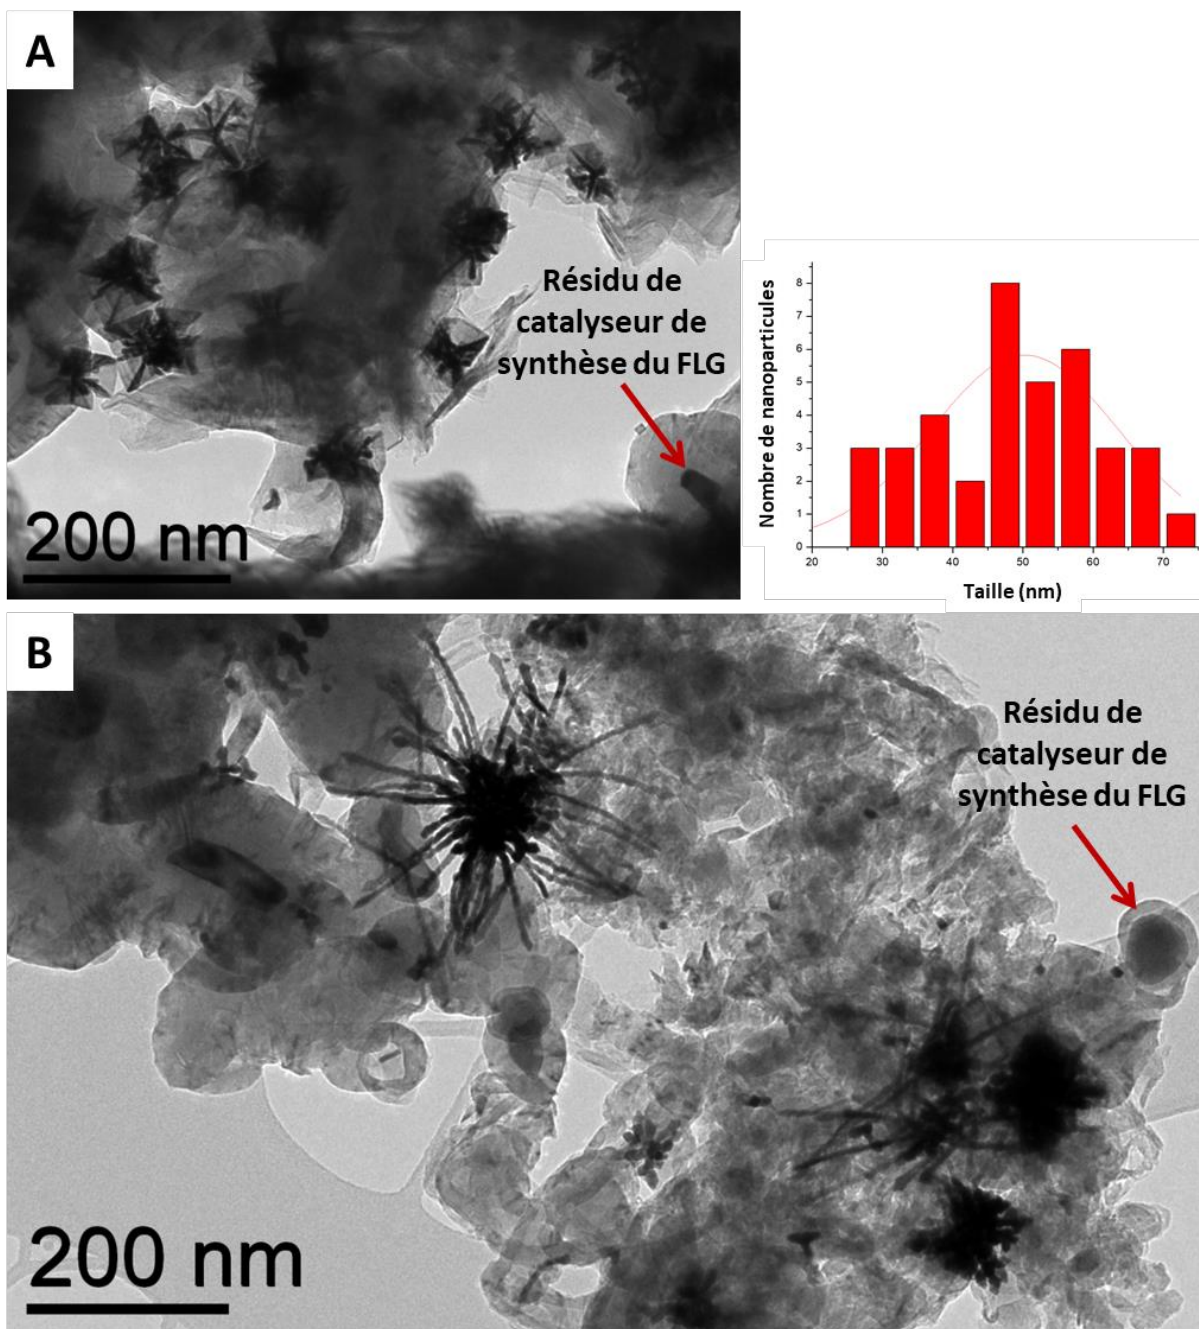 A
Résidu de
catalyseur de
synthèse du FLG
200 nm
Nombre de nanoparticules
8
7
6
5
4
3
2
1
0
20 30 40 50 60 70
Taille (nm)
B
Résidu de
catalyseur de
synthèse du FLG
200 nm